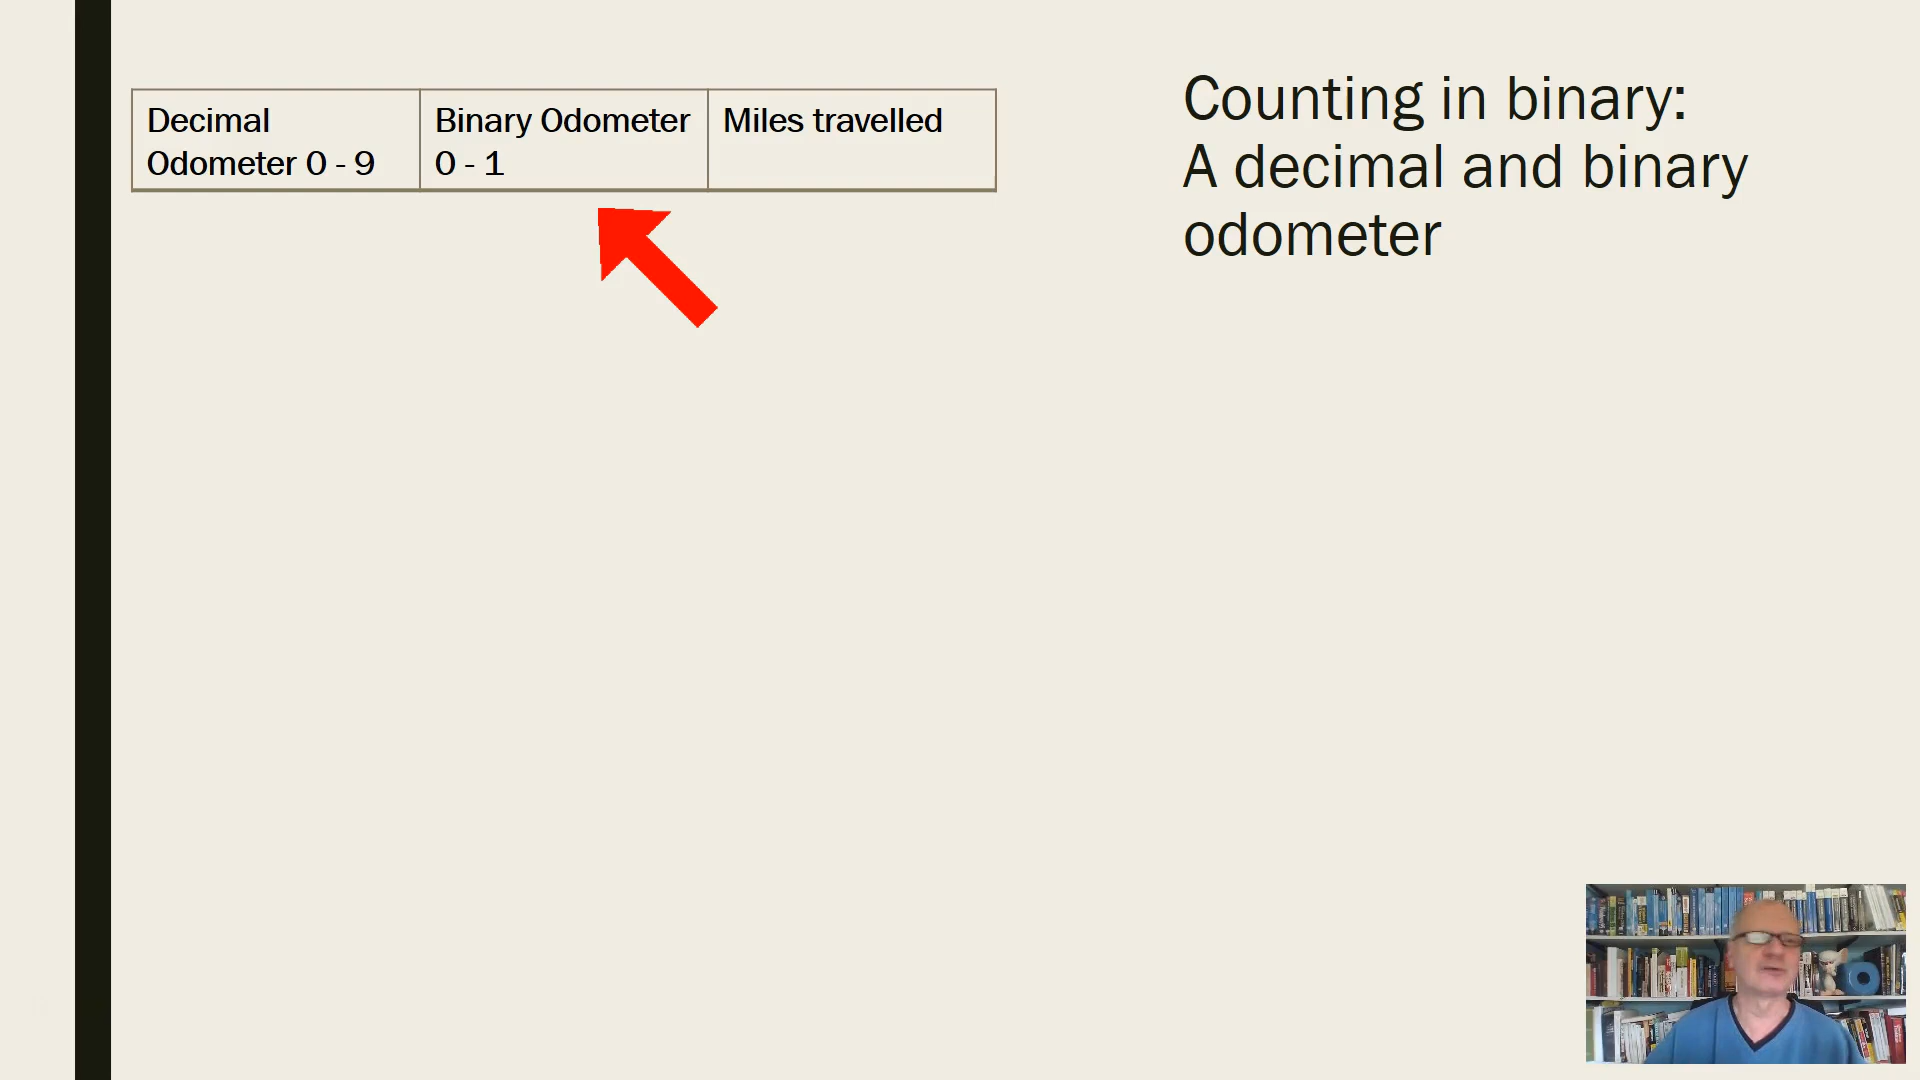 Decimal
Odometer 0 - 9
Binary Odometer
0 - 1
Miles travelled
Counting in binary:
A decimal and binary
odometer